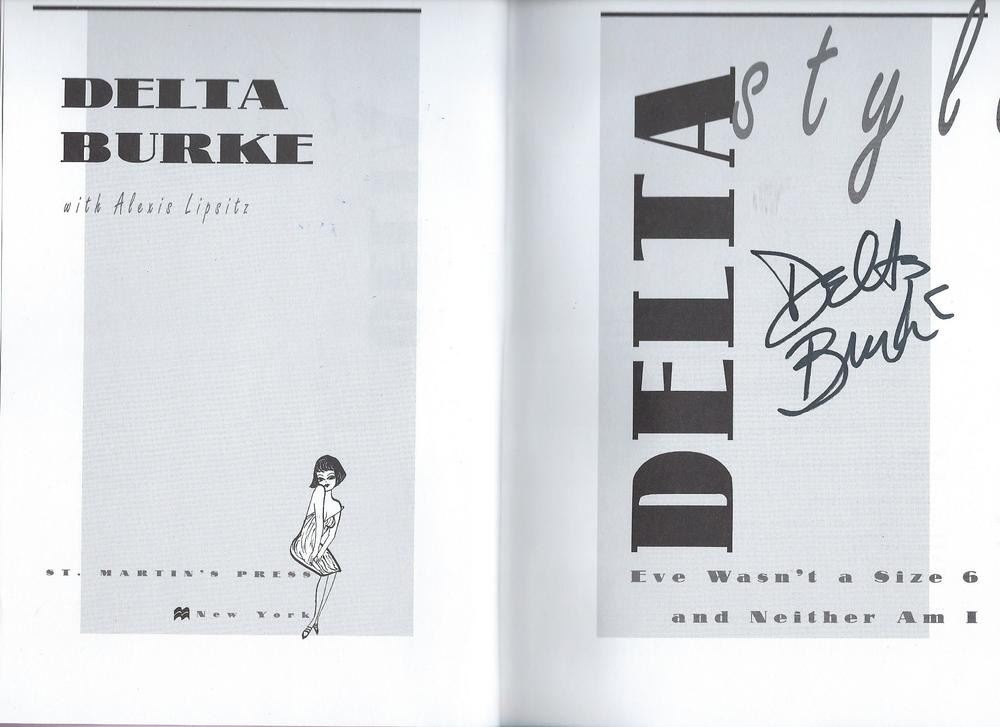 DELTA
BURKE
with Alexis Lipsitz
ST. MARTIN'S PRESS
New York
DELTA
style
Delta
Burke
Eve Wasn't a Size 6
and Neither Am I